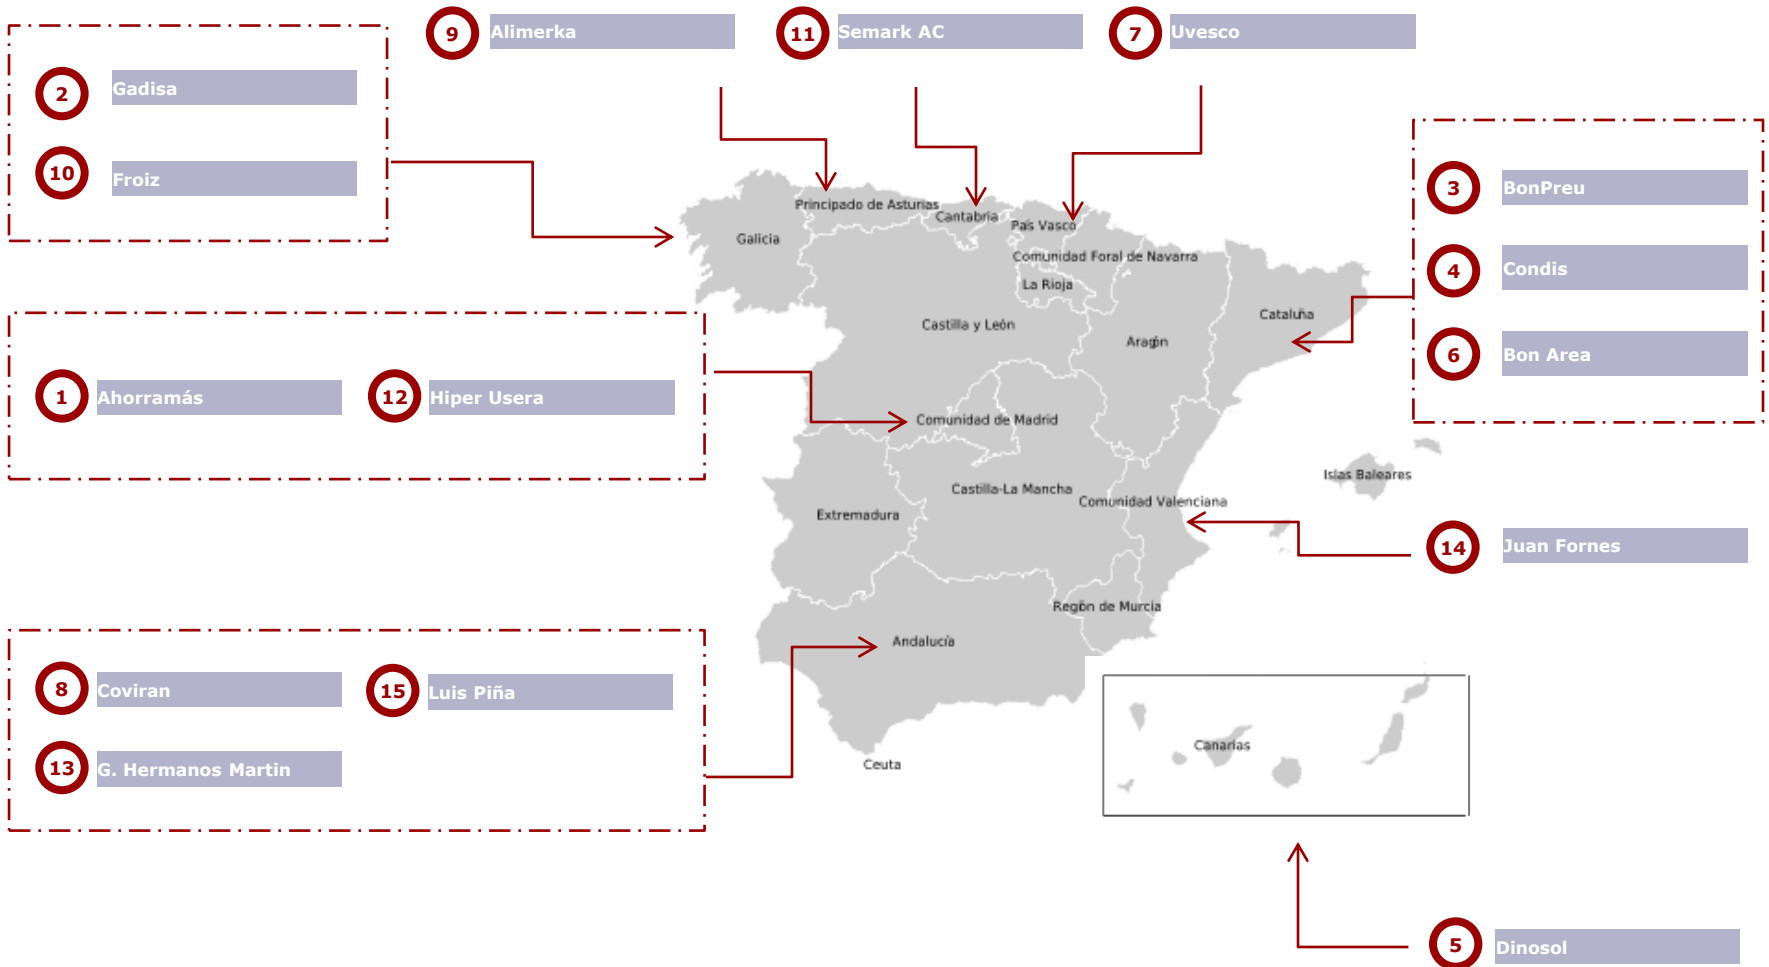 9 Alimerka
11 Semark AC
7 Uvesco
2 Gadisa
10 Froiz
3 BonPreu
4 Condis
6 Bon Area
1 Ahorramás
12 Hiper Usera
14 Juan Fornes
8 Coviran
15 Luis Piña
13 G. Hermanos Martin
5 Dinosol
Principado de Asturias
Cantabria
País Vasco
Galicia
Comunidad Foral de Navarra
La Rioja
Castilla y León
Aragón
Cataluña
Comunidad de Madrid
Islas Baleares
Castilla-La Mancha
Comunidad Valenciana
Extremadura
Región de Murcia
Andalucía
Ceuta
Canarias